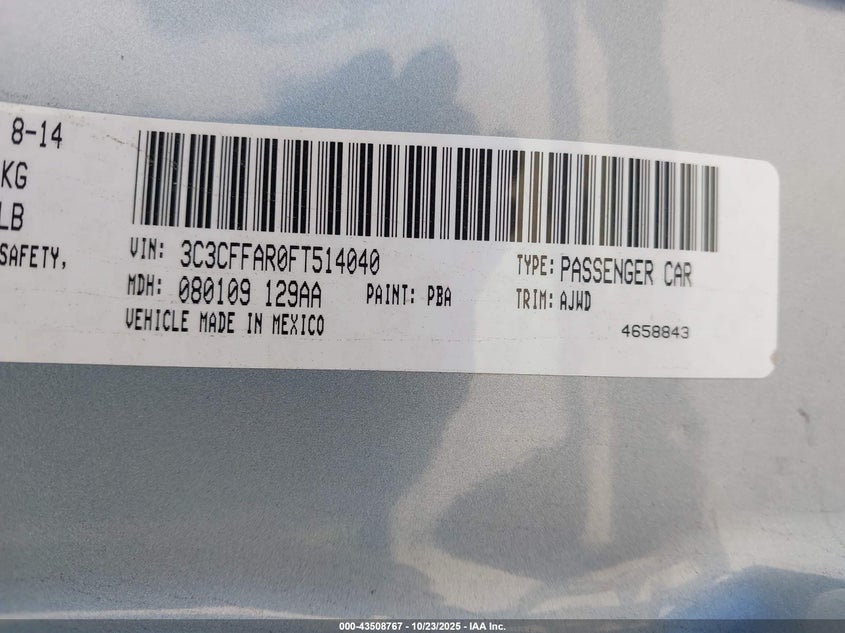 8-14
KG
LB
SAFETY,
VIN: 3C3CFFAR0FT514040
TYPE: PASSENGER CAR
MDH: 080109 129AA
PAINT: PBA
TRIM: AJWD
VEHICLE MADE IN MEXICO
4658843
000-43508767 - 10/23/2025 - IAA Inc.